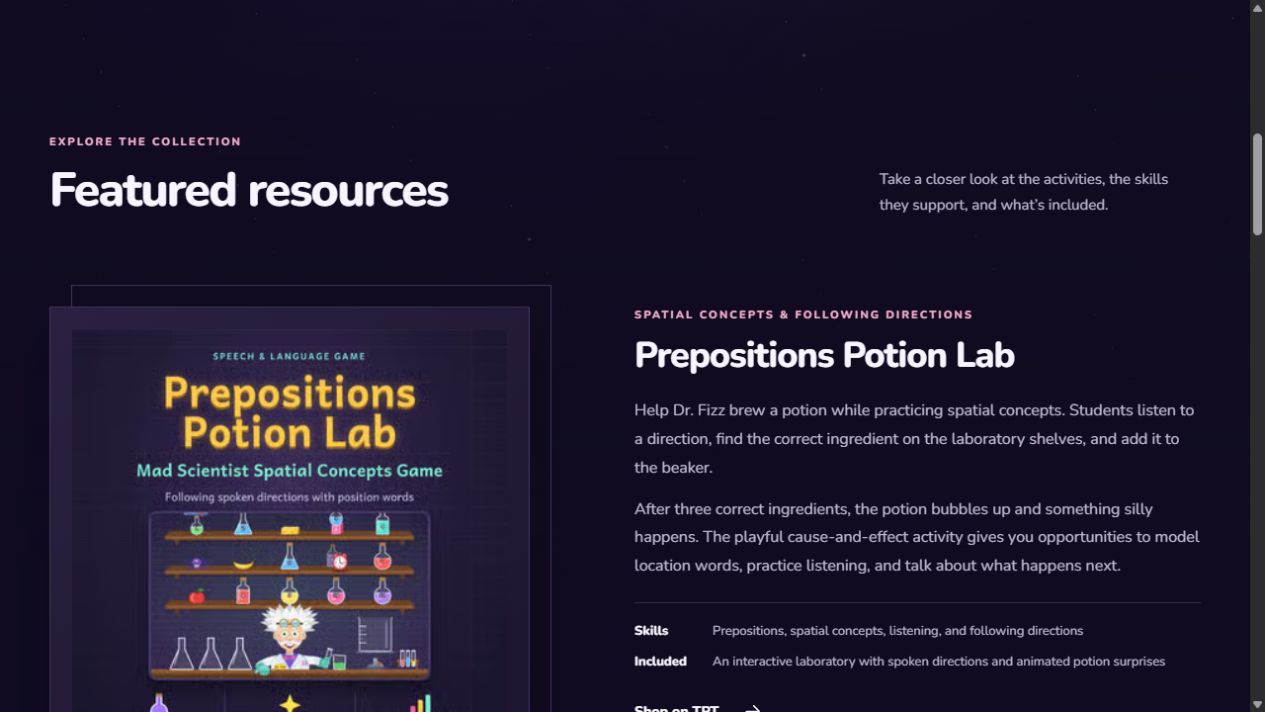 EXPLORE THE COLLECTION
Featured resources
Take a closer look at the activities, the skills
they support, and what's included.
SPEECH & LANGUAGE GAME
Prepositions
Potion Lab
Mad Scientist Spatial Concepts Game
Following spoken directions with position words
SPATIAL CONCEPTS & FOLLOWING DIRECTIONS
Prepositions Potion Lab
Help Dr. Fizz brew a potion while practicing spatial concepts. Students listen to
a direction, find the correct ingredient on the laboratory shelves, and add it to
the beaker.
After three correct ingredients, the potion bubbles up and something silly
happens. The playful cause-and-effect activity gives you opportunities to model
location words, practice listening, and talk about what happens next.
Skills Prepositions, spatial concepts, listening, and following directions
Included An interactive laboratory with spoken directions and animated potion surprises
Shop on TPT